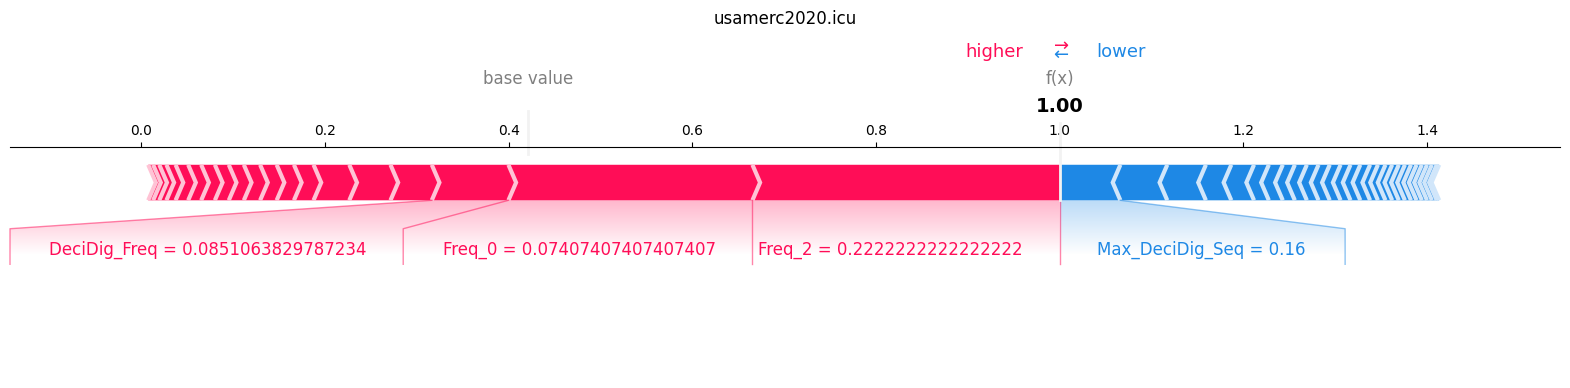 usamerc2020.icu
higher ⇄ lower
base value f(x)
1.00
0.0 0.2 0.4 0.6 0.8 1.0 1.2 1.4
DeciDig_Freq = 0.0851063829787234 Freq_0 = 0.07407407407407407 Freq_2 = 0.2222222222222222 Max_DeciDig_Seq = 0.16